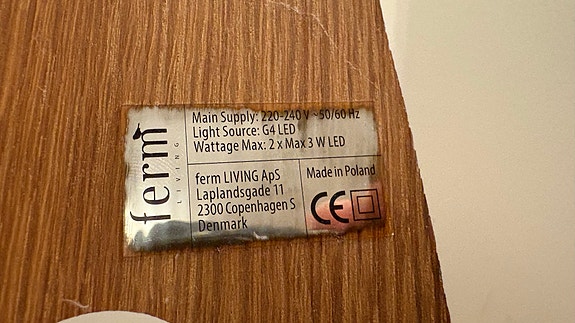 ferm
LIVING
Main Supply: 220-240 V ~50/60 Hz
Light Source: G4 LED
Wattage Max: 2 x Max 3 W LED
ferm LIVING ApS
Laplandsgade 11
2300 Copenhagen S
Denmark
Made in Poland
CE